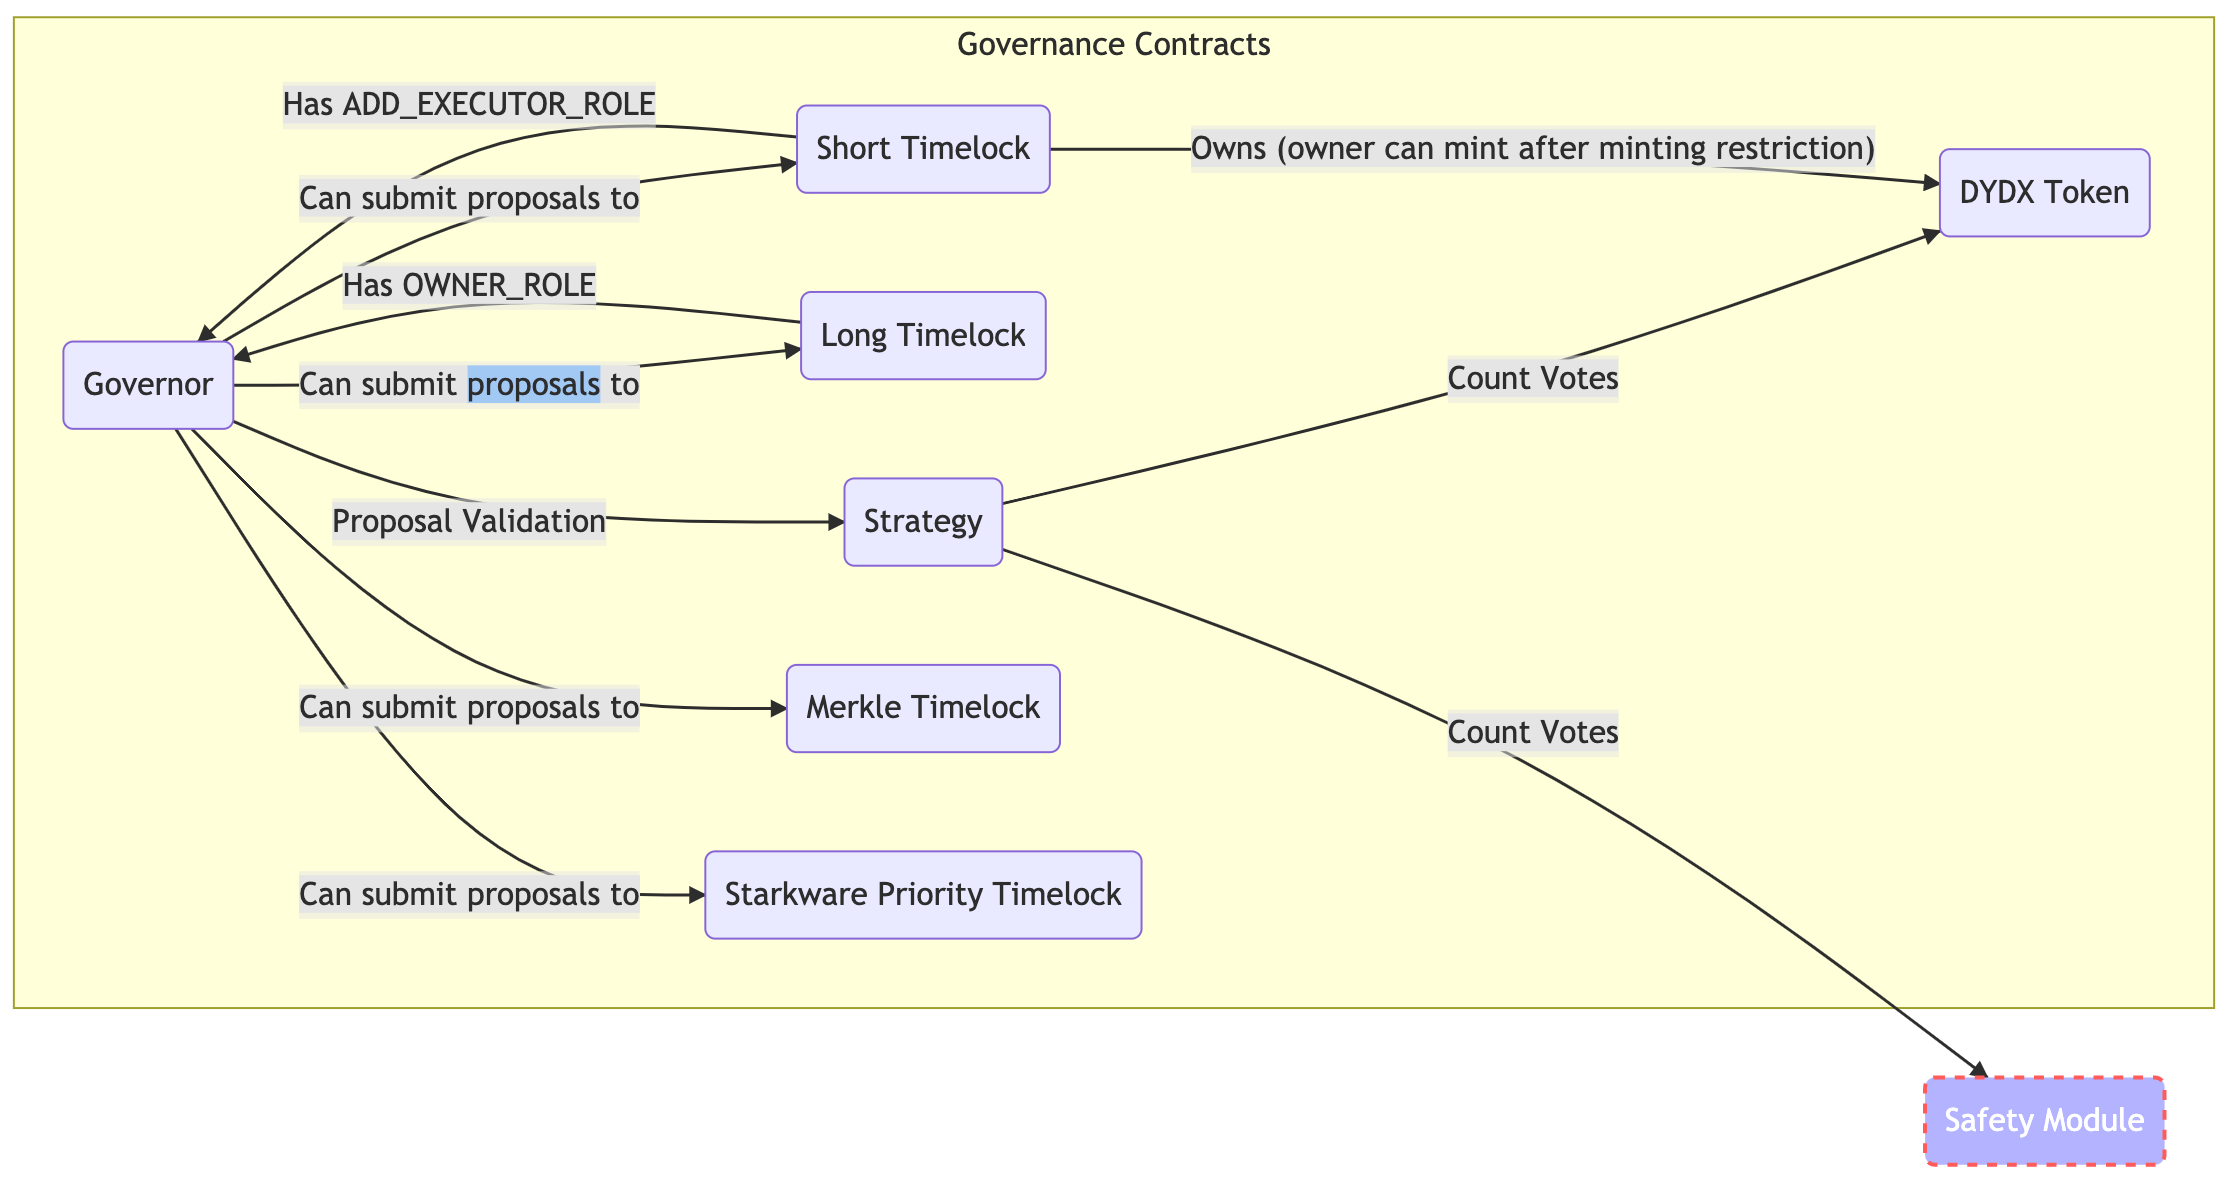 Governance Contracts
Has ADD_EXECUTOR_ROLE
Short Timelock
Owns (owner can mint after minting restriction)
DYDX Token
Can submit proposals to
Has OWNER_ROLE
Long Timelock
Governor
Can submit proposals to
Count Votes
Proposal Validation
Strategy
Can submit proposals to
Merkle Timelock
Count Votes
Can submit proposals to
Starkware Priority Timelock
Safety Module